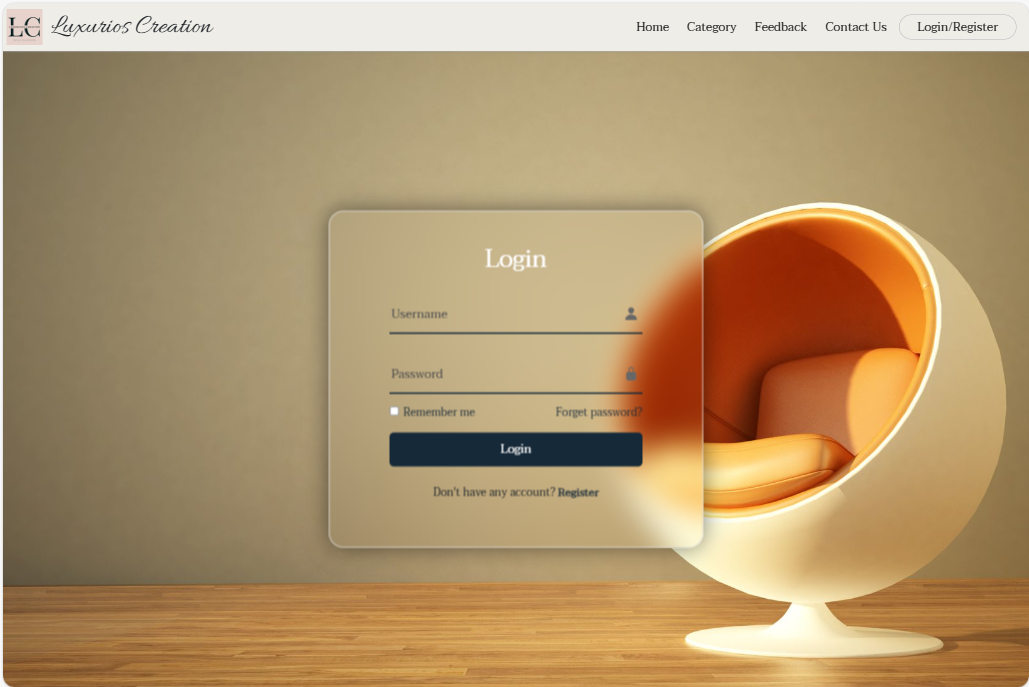 LC Luxurios Creation
Home Category Feedback Contact Us Login/Register
Login
Username
Password
Remember me Forget password?
Login
Don't have any account? Register